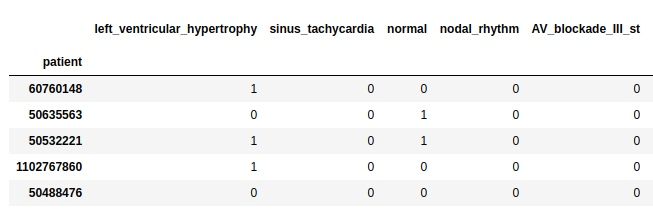 left_ventricular_hypertrophy sinus_tachycardia normal nodal_rhythm AV_blockade_III_st
patient
60760148 1 0 0 0 0
50635563 0 0 1 0 0
50532221 1 0 1 0 0
1102767860 1 0 0 0 0
50488476 0 0 0 0 0